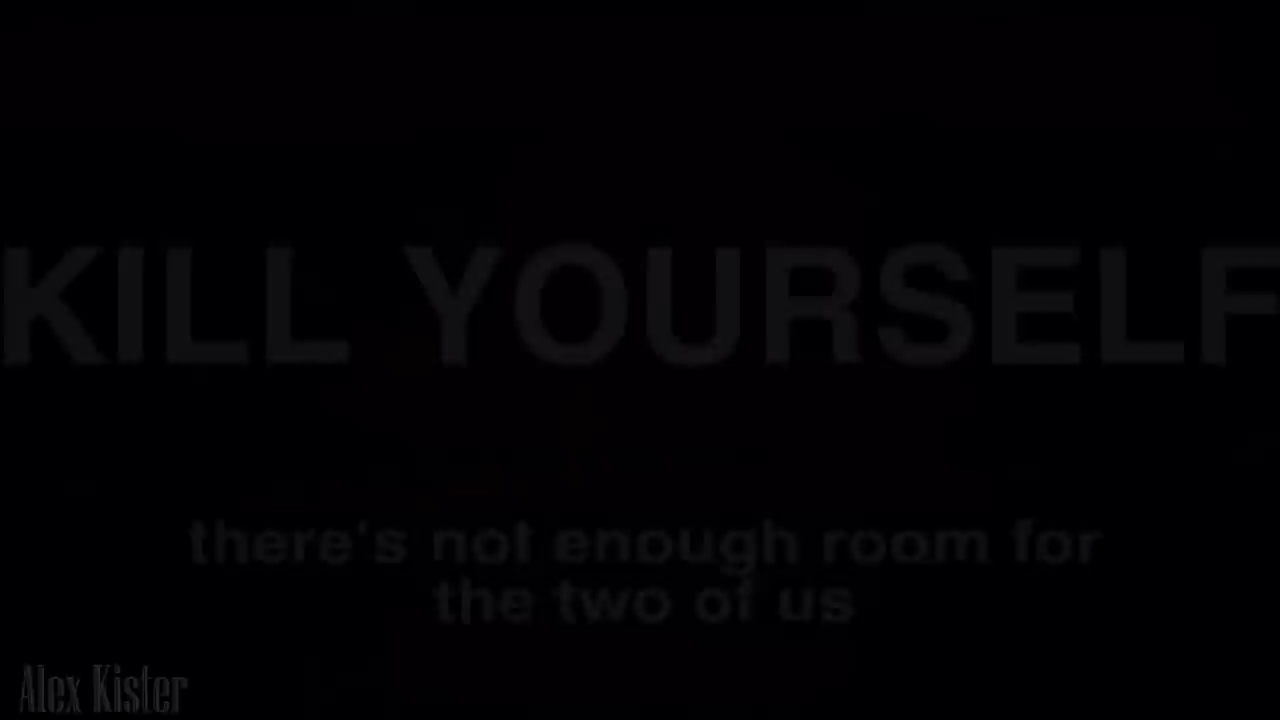 KILL YOURSELF
there's not enough room for
the two of us
Alex Kister